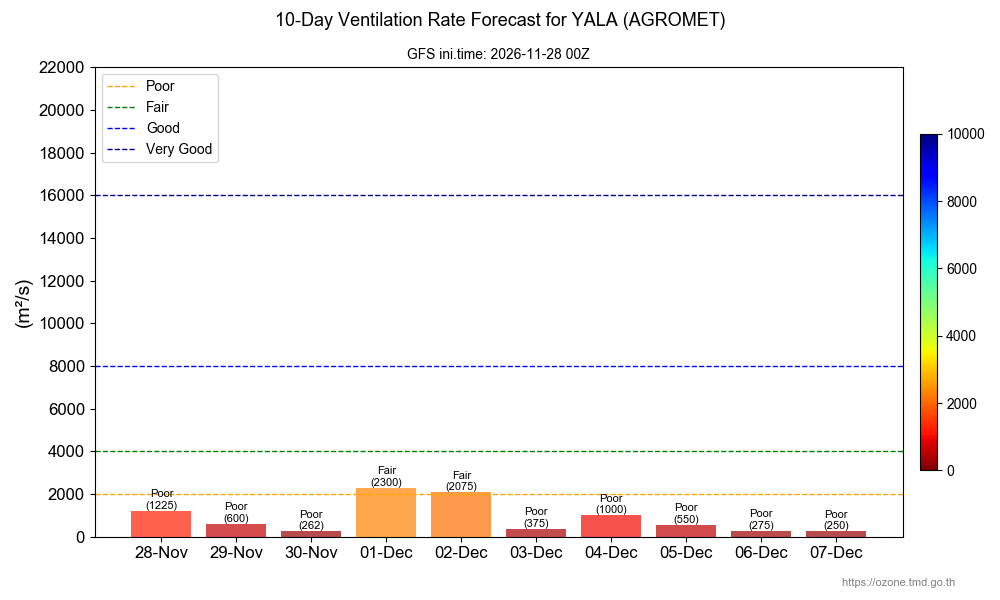 10-Day Ventilation Rate Forecast for YALA (AGROMET)
GFS ini.time: 2026-11-28 00Z
(m²/s)
22000
20000
18000
16000
14000
12000
10000
8000
6000
4000
2000
0
Poor
Fair
Good
Very Good
Poor
(1225)
Poor
(600)
Poor
(262)
Fair
(2300)
Fair
(2075)
Poor
(375)
Poor
(1000)
Poor
(550)
Poor
(275)
Poor
(250)
28-Nov
29-Nov
30-Nov
01-Dec
02-Dec
03-Dec
04-Dec
05-Dec
06-Dec
07-Dec
10000
8000
6000
4000
2000
0
https://ozone.tmd.go.th